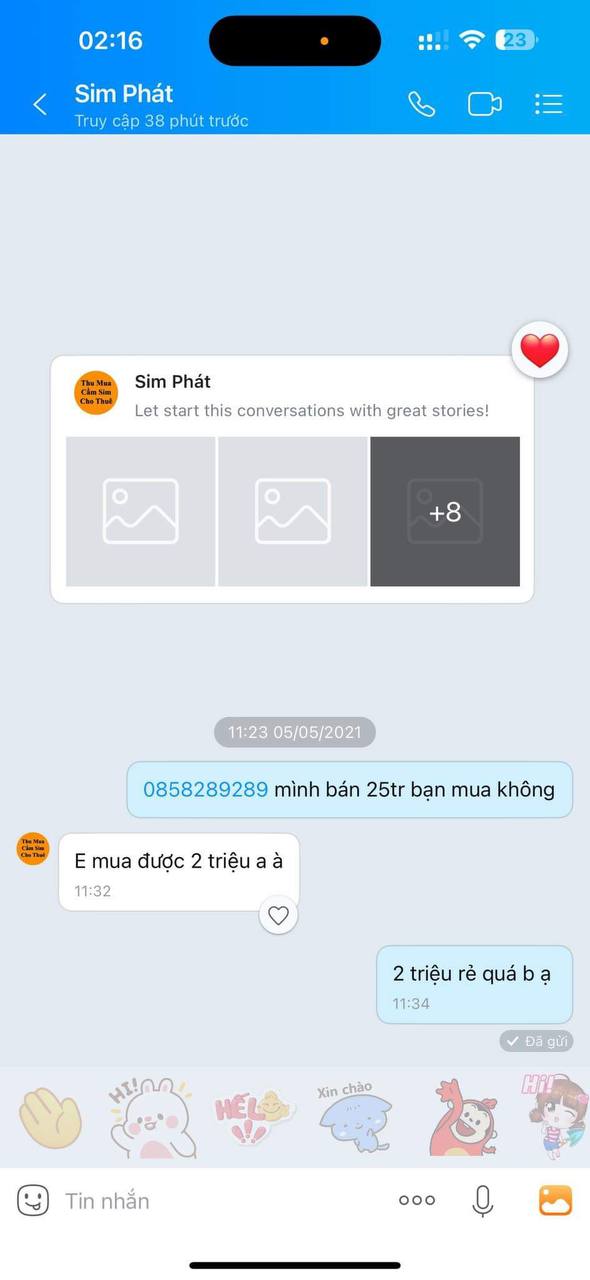 02:16
23
Sim Phát
Truy cập 38 phút trước
Thu Mua
Cầm Sim
Cho Thuê
Sim Phát
Let start this conversations with great stories!
+8
11:23 05/05/2021
0858289289 mình bán 25tr bạn mua không
Thu Mua
Cầm Sim
Cho Thuê
E mua được 2 triệu a à
11:32
2 triệu rẻ quá b ạ
11:34
Đã gửi
HI!
HÉLO
!!!
Xin chào
Hi!
Tin nhắn